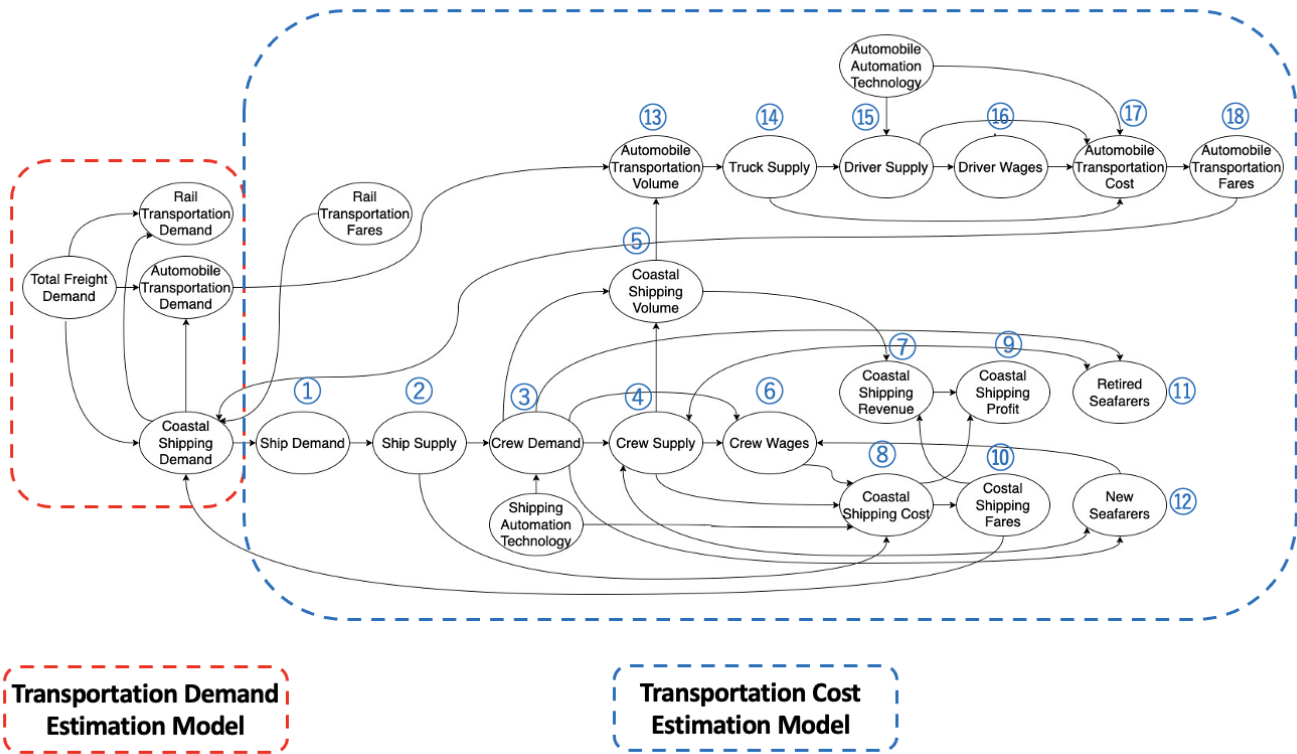 Automobile
Automation
Technology
⑬
⑭
⑮
⑯
⑰
⑱
Automobile
Transportation
Volume
Truck Supply
Driver Supply
Driver Wages
Automobile
Transportation
Cost
Automobile
Transportation
Fares
Rail
Transportation
Demand
Rail
Transportation
Fares
Total Freight
Demand
Automobile
Transportation
Demand
⑤
Coastal
Shipping
Volume
①
②
③
④
⑥
⑦
⑨
Coastal
Shipping
Revenue
Coastal
Shipping
Profit
Retired
Seafarers
⑪
Coastal
Shipping
Demand
Ship Demand
Ship Supply
Crew Demand
Crew Supply
Crew Wages
⑧
⑩
Shipping
Automation
Technology
Coastal
Shipping Cost
Costal
Shipping
Fares
New
Seafarers
⑫
Transportation Demand
Estimation Model
Transportation Cost
Estimation Model